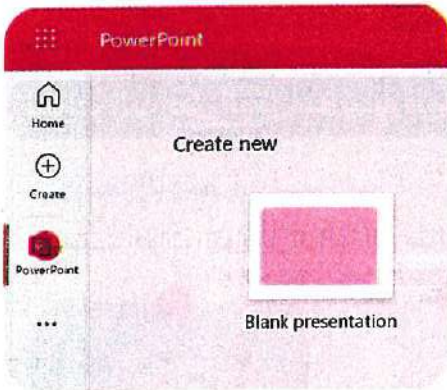 PowerPoint
Home
Create new
Create
PowerPoint
Blank presentation